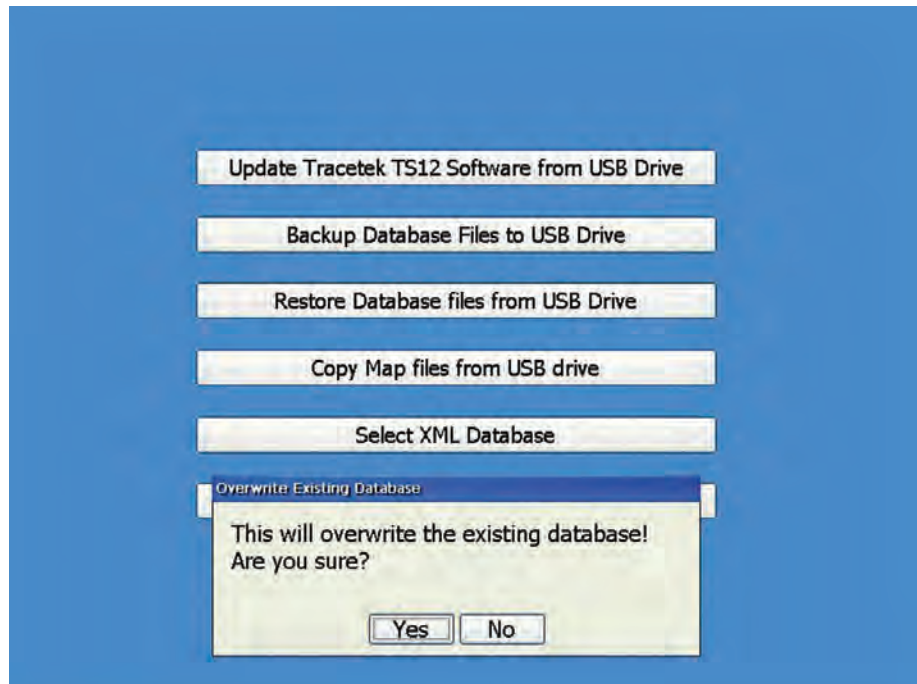 Update Tracetek TS12 Software from USB Drive
Backup Database Files to USB Drive
Restore Database files from USB Drive
Copy Map files from USB drive
Select XML Database
Overwrite Existing Database
This will overwrite the existing database!
Are you sure?
Yes No